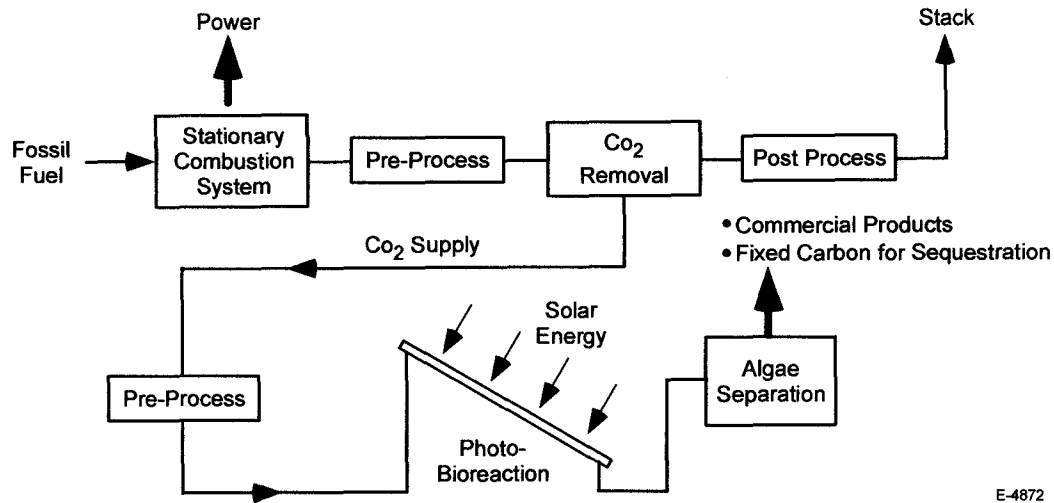 Power
Stack
Fossil
Fuel
Stationary
Combustion
System
Pre-Process
Co2
Removal
Post Process
• Commercial Products
• Fixed Carbon for Sequestration
Co2 Supply
Solar
Energy
Pre-Process
Photo-
Bioreaction
Algae
Separation
E-4872